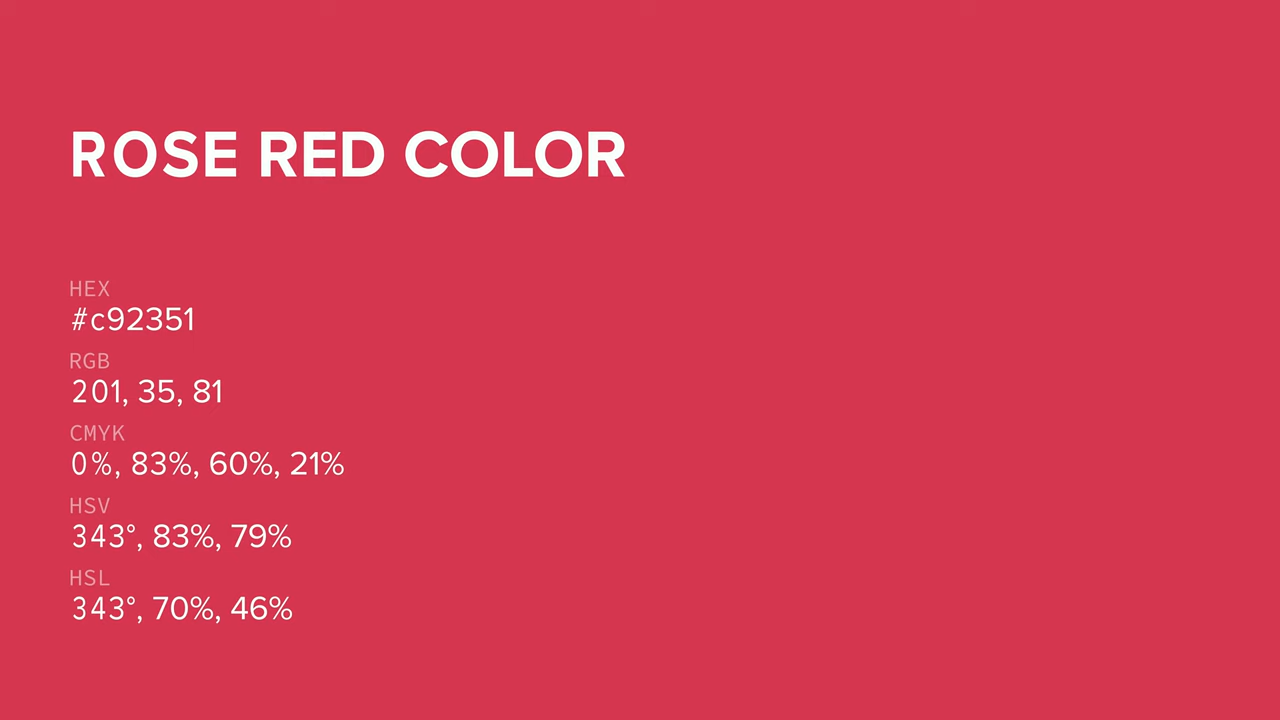 ROSE RED COLOR
HEX
#c92351
RGB
201, 35, 81
CMYK
0%, 83%, 60%, 21%
HSV
343°, 83%, 79%
HSL
343°, 70%, 46%